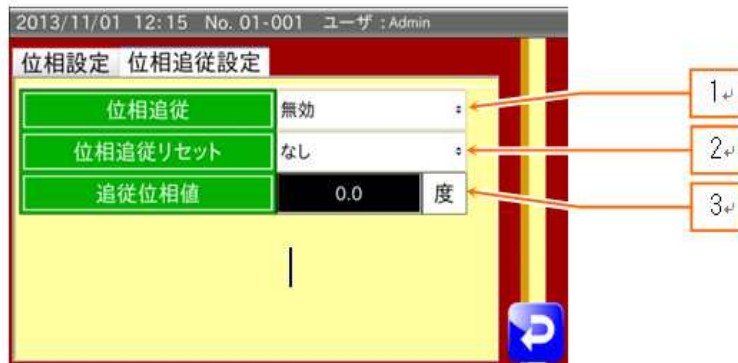 2013/11/01 12:15 No. 01-001 ユーザ : Admin
位相設定 位相追従設定
位相追従 無効 1
位相追従リセット なし 2
追従位相値 0.0 度 3